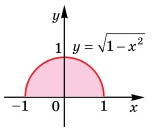 y
1
y = √1 − x²
−1 0 1 x